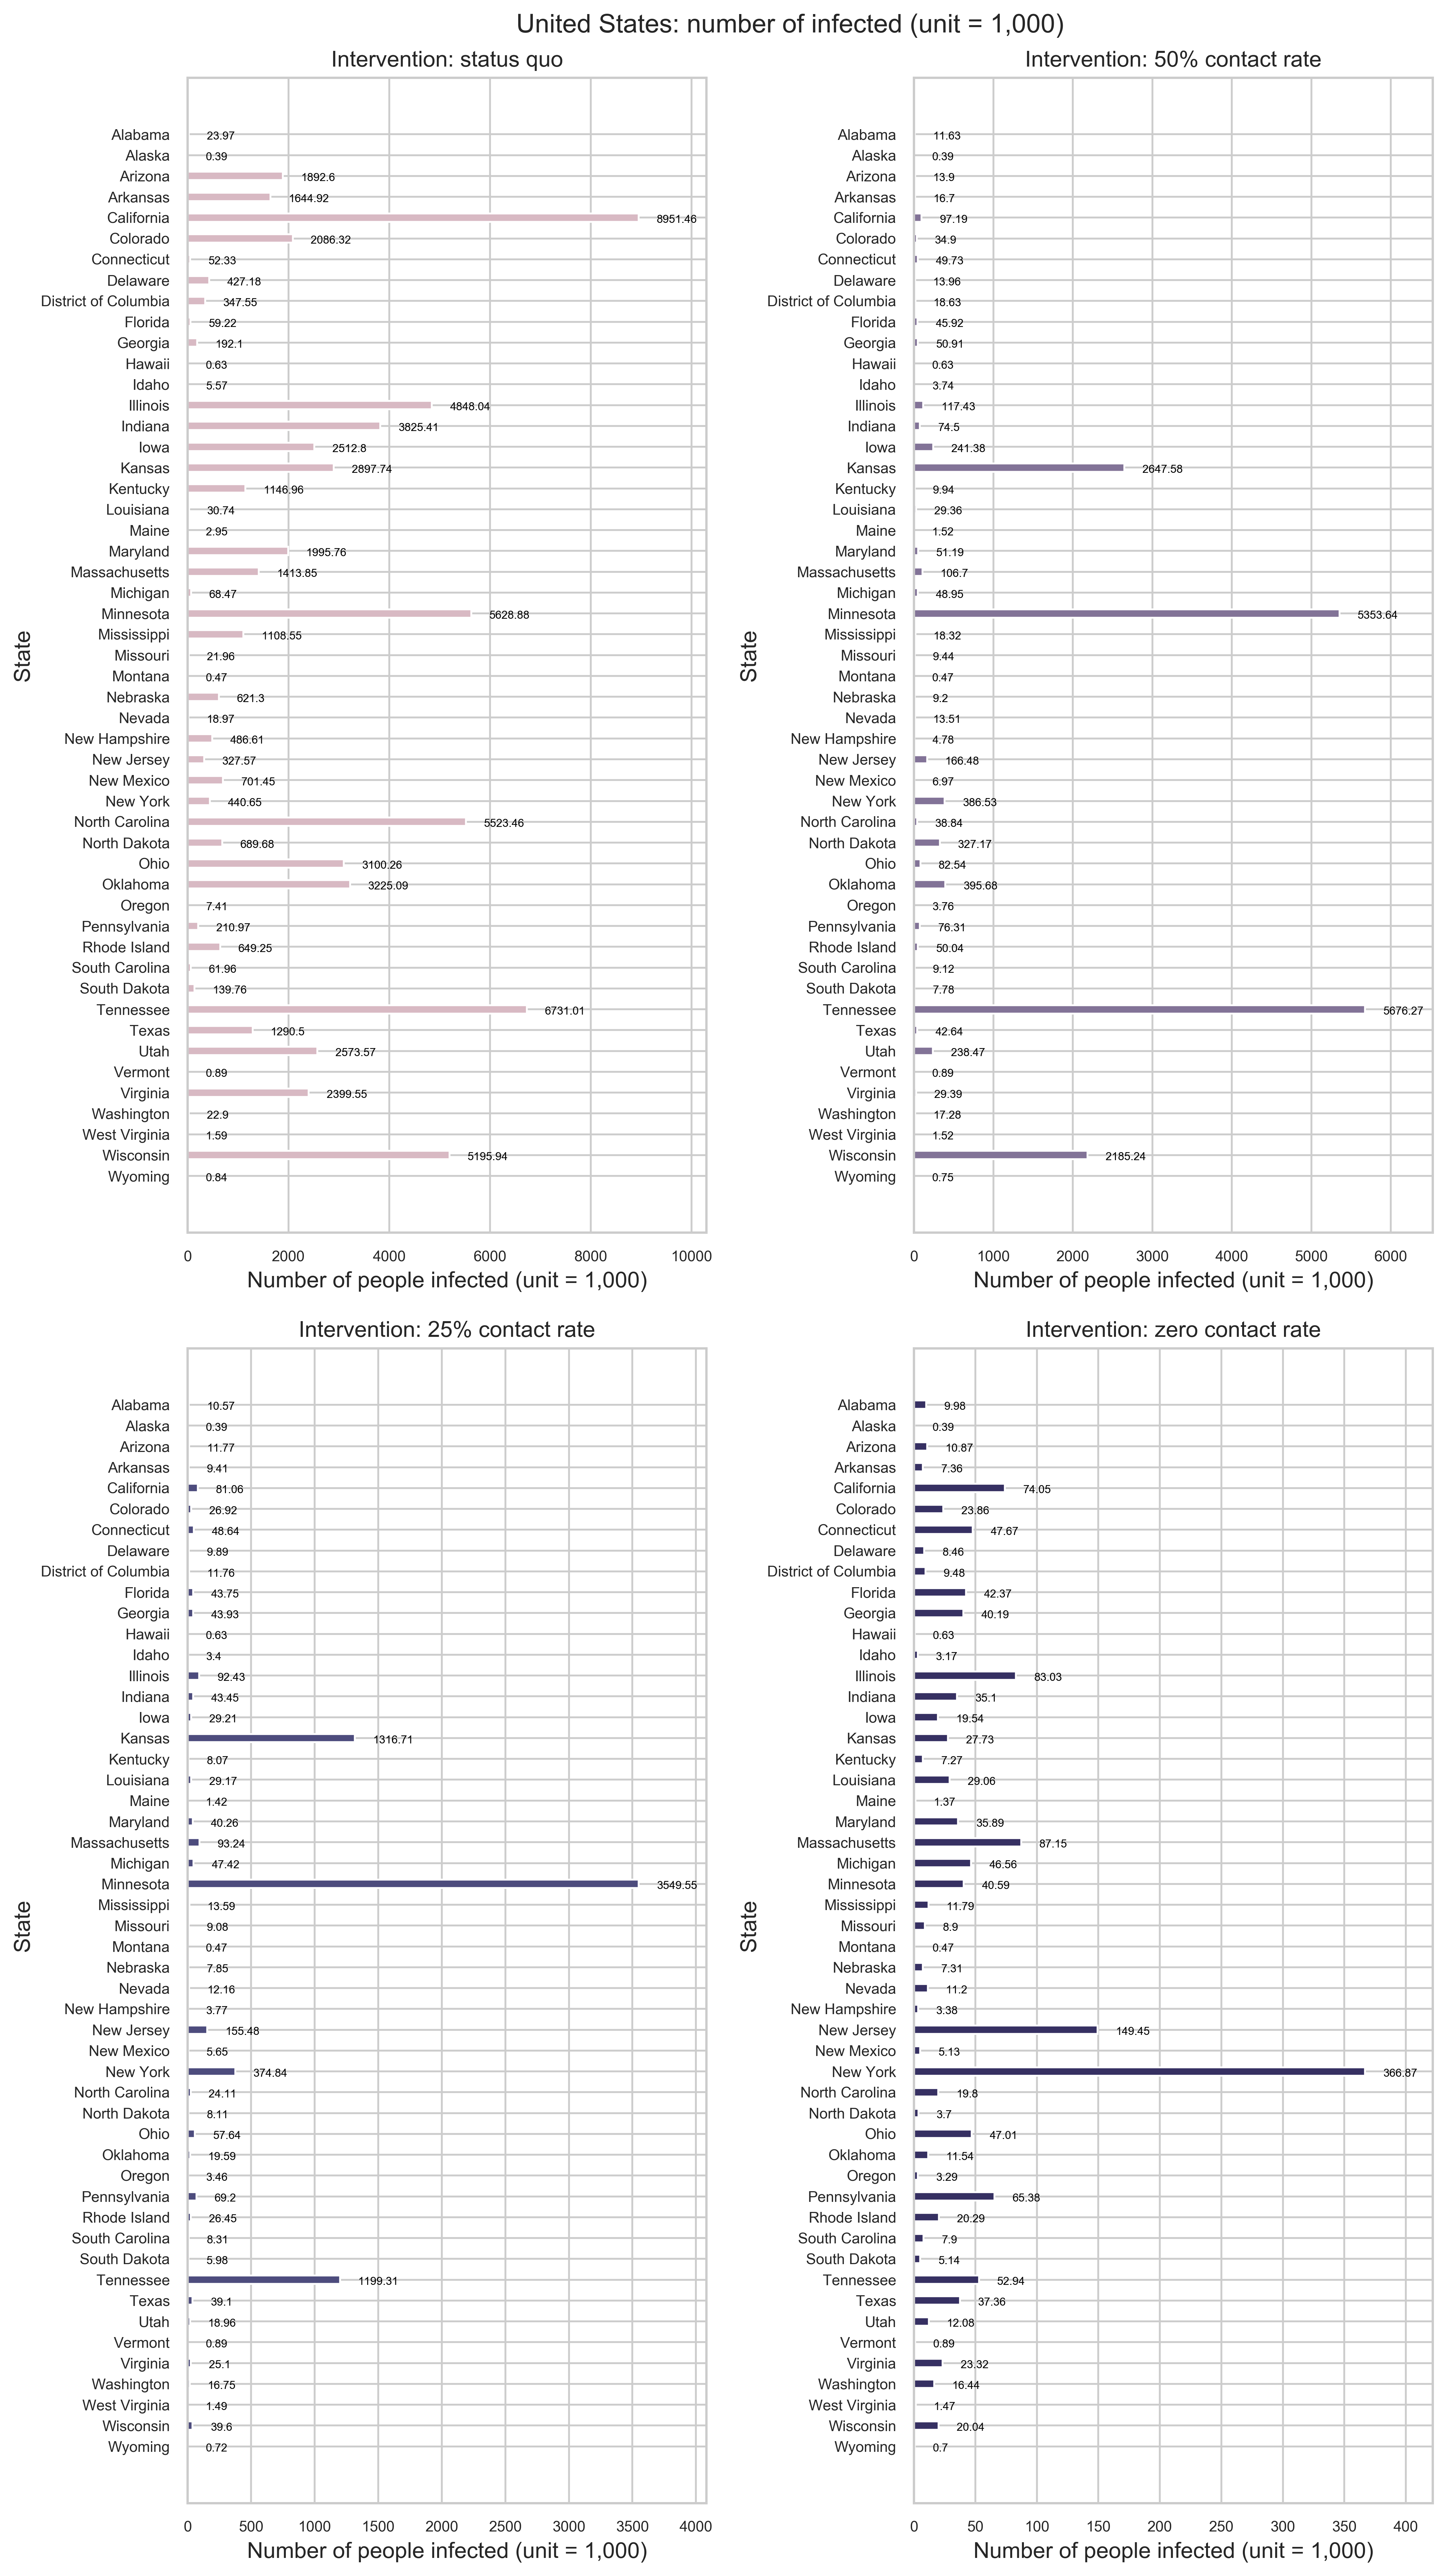 United States: number of infected (unit = 1,000)
Intervention: status quo
Alabama 23.97
Alaska 0.39
Arizona 1892.6
Arkansas 1644.92
California 8951.46
Colorado 2086.32
Connecticut 52.33
Delaware 427.18
District of Columbia 347.55
Florida 59.22
Georgia 192.1
Hawaii 0.63
Idaho 5.57
Illinois 4848.04
Indiana 3825.41
Iowa 2512.8
Kansas 2897.74
Kentucky 1146.96
Louisiana 30.74
Maine 2.95
Maryland 1995.76
Massachusetts 1413.85
Michigan 68.47
Minnesota 5628.88
Mississippi 1108.55
Missouri 21.96
Montana 0.47
Nebraska 621.3
Nevada 18.97
New Hampshire 486.61
New Jersey 327.57
New Mexico 701.45
New York 440.65
North Carolina 5523.46
North Dakota 689.68
Ohio 3100.26
Oklahoma 3225.09
Oregon 7.41
Pennsylvania 210.97
Rhode Island 649.25
South Carolina 61.96
South Dakota 139.76
Tennessee 6731.01
Texas 1290.5
Utah 2573.57
Vermont 0.89
Virginia 2399.55
Washington 22.9
West Virginia 1.59
Wisconsin 5195.94
Wyoming 0.84
State
0 2000 4000 6000 8000 10000
Number of people infected (unit = 1,000)
Intervention: 50% contact rate
Alabama 11.63
Alaska 0.39
Arizona 13.9
Arkansas 16.7
California 97.19
Colorado 34.9
Connecticut 49.73
Delaware 13.96
District of Columbia 18.63
Florida 45.92
Georgia 50.91
Hawaii 0.63
Idaho 3.74
Illinois 117.43
Indiana 74.5
Iowa 241.38
Kansas 2647.58
Kentucky 9.94
Louisiana 29.36
Maine 1.52
Maryland 51.19
Massachusetts 106.7
Michigan 48.95
Minnesota 5353.64
Mississippi 18.32
Missouri 9.44
Montana 0.47
Nebraska 9.2
Nevada 13.51
New Hampshire 4.78
New Jersey 166.48
New Mexico 6.97
New York 386.53
North Carolina 38.84
North Dakota 327.17
Ohio 82.54
Oklahoma 395.68
Oregon 3.76
Pennsylvania 76.31
Rhode Island 50.04
South Carolina 9.12
South Dakota 7.78
Tennessee 5676.27
Texas 42.64
Utah 238.47
Vermont 0.89
Virginia 29.39
Washington 17.28
West Virginia 1.52
Wisconsin 2185.24
Wyoming 0.75
State
0 1000 2000 3000 4000 5000 6000
Number of people infected (unit = 1,000)
Intervention: 25% contact rate
Alabama 10.57
Alaska 0.39
Arizona 11.77
Arkansas 9.41
California 81.06
Colorado 26.92
Connecticut 48.64
Delaware 9.89
District of Columbia 11.76
Florida 43.75
Georgia 43.93
Hawaii 0.63
Idaho 3.4
Illinois 92.43
Indiana 43.45
Iowa 29.21
Kansas 1316.71
Kentucky 8.07
Louisiana 29.17
Maine 1.42
Maryland 40.26
Massachusetts 93.24
Michigan 47.42
Minnesota 3549.55
Mississippi 13.59
Missouri 9.08
Montana 0.47
Nebraska 7.85
Nevada 12.16
New Hampshire 3.77
New Jersey 155.48
New Mexico 5.65
New York 374.84
North Carolina 24.11
North Dakota 8.11
Ohio 57.64
Oklahoma 19.59
Oregon 3.46
Pennsylvania 69.2
Rhode Island 26.45
South Carolina 8.31
South Dakota 5.98
Tennessee 1199.31
Texas 39.1
Utah 18.96
Vermont 0.89
Virginia 25.1
Washington 16.75
West Virginia 1.49
Wisconsin 39.6
Wyoming 0.72
State
0 500 1000 1500 2000 2500 3000 3500 4000
Number of people infected (unit = 1,000)
Intervention: zero contact rate
Alabama 9.98
Alaska 0.39
Arizona 10.87
Arkansas 7.36
California 74.05
Colorado 23.86
Connecticut 47.67
Delaware 8.46
District of Columbia 9.48
Florida 42.37
Georgia 40.19
Hawaii 0.63
Idaho 3.17
Illinois 83.03
Indiana 35.1
Iowa 19.54
Kansas 27.73
Kentucky 7.27
Louisiana 29.06
Maine 1.37
Maryland 35.89
Massachusetts 87.15
Michigan 46.56
Minnesota 40.59
Mississippi 11.79
Missouri 8.9
Montana 0.47
Nebraska 7.31
Nevada 11.2
New Hampshire 3.38
New Jersey 149.45
New Mexico 5.13
New York 366.87
North Carolina 19.8
North Dakota 3.7
Ohio 47.01
Oklahoma 11.54
Oregon 3.29
Pennsylvania 65.38
Rhode Island 20.29
South Carolina 7.9
South Dakota 5.14
Tennessee 52.94
Texas 37.36
Utah 12.08
Vermont 0.89
Virginia 23.32
Washington 16.44
West Virginia 1.47
Wisconsin 20.04
Wyoming 0.7
State
0 50 100 150 200 250 300 350 400
Number of people infected (unit = 1,000)